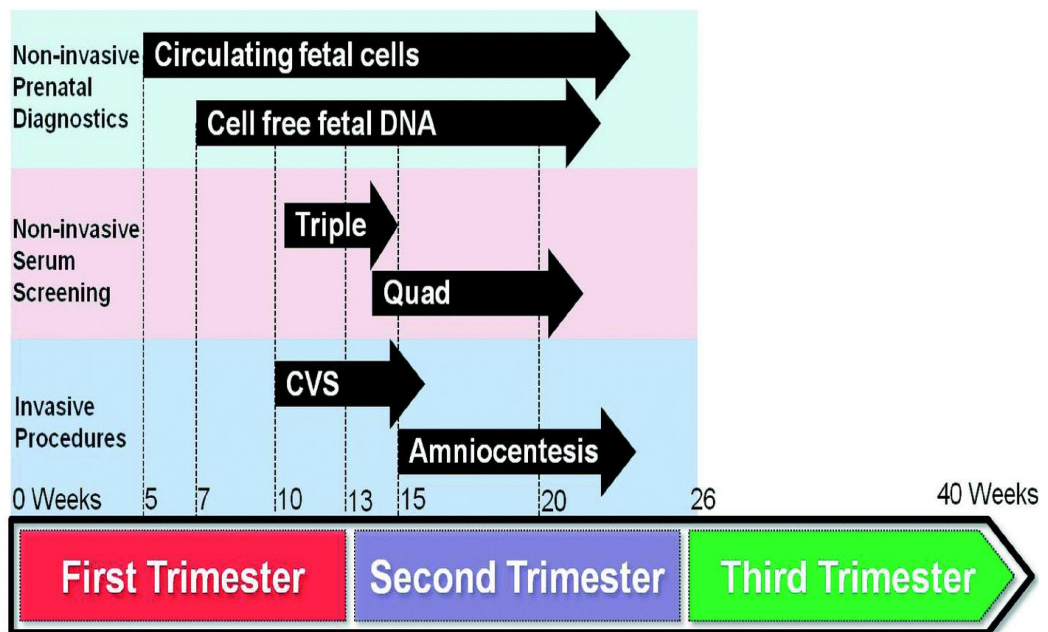 Non-invasive
Prenatal
Diagnostics
Circulating fetal cells
Cell free fetal DNA
Non-invasive
Serum
Screening
Triple
Quad
Invasive
Procedures
CVS
Amniocentesis
0 Weeks 5 7 10 13 15 20 26 40 Weeks
First Trimester Second Trimester Third Trimester